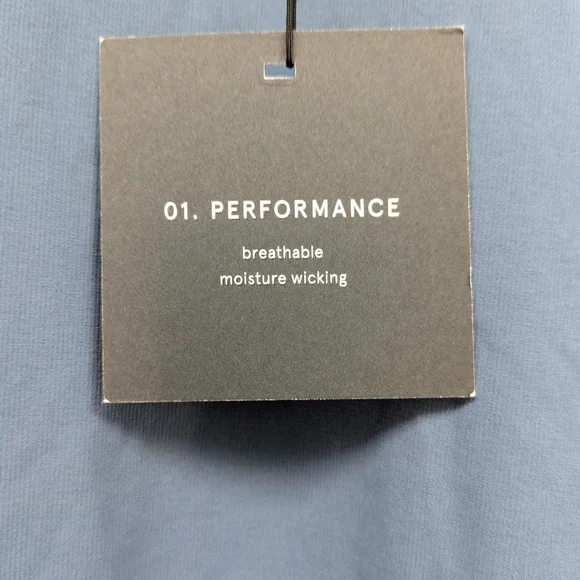 01. PERFORMANCE
breathable
moisture wicking